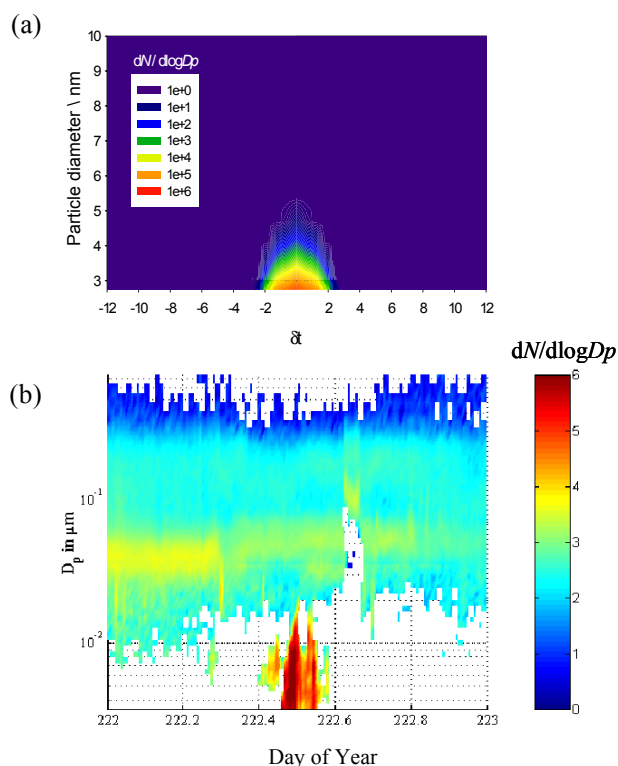 (a)
10
9
8
7
6
5
4
3
Particle diameter \ nm
dN/ dlogDp
1e+0
1e+1
1e+2
1e+3
1e+4
1e+5
1e+6
-12 -10 -8 -6 -4 -2 0 2 4 6 8 10 12
δt
(b)
dN/dlogDp
6
5
4
3
2
1
0
10-1
10-2
Dp in µm
222 222.2 222.4 222.6 222.8 223
Day of Year